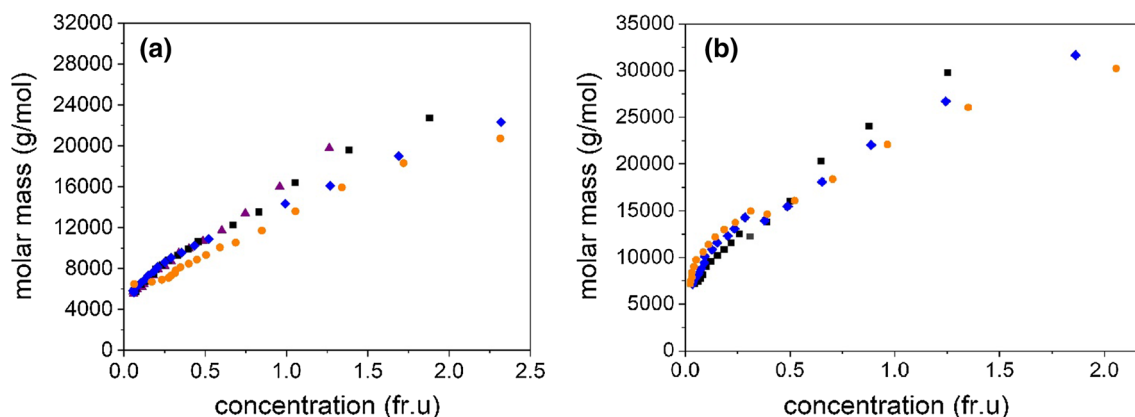 (a)
molar mass (g/mol)
32000
28000
24000
20000
16000
12000
8000
4000
0
0.0 0.5 1.0 1.5 2.0 2.5
concentration (fr.u)
(b)
molar mass (g/mol)
35000
30000
25000
20000
15000
10000
5000
0
0.0 0.5 1.0 1.5 2.0
concentration (fr.u)